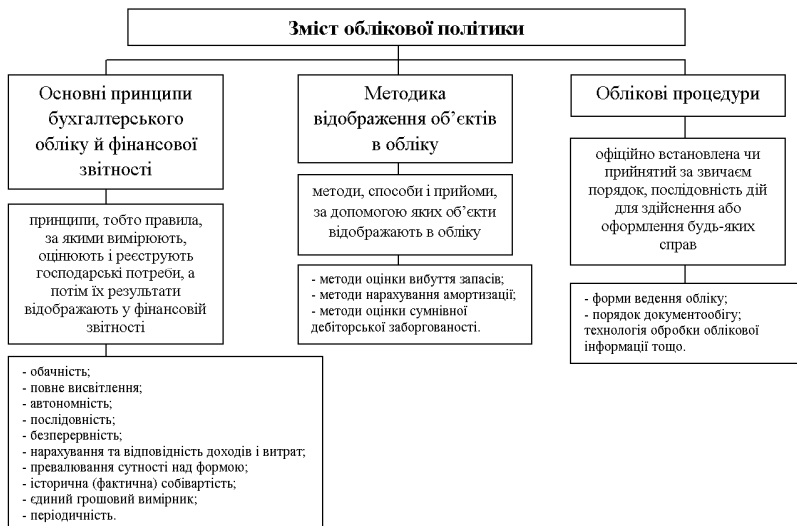 Зміст облікової політики
Основні принципи
бухгалтерського
обліку й фінансової
звітності
принципи, тобто правила,
за якими вимірюють,
оцінюють і реєструють
господарські потреби, а
потім їх результати
відображають у фінансовій
звітності
- обачність;
- повне висвітлення;
- автономність;
- послідовність;
- безперервність;
- нарахування та відповідність доходів і витрат;
- превалювання сутності над формою;
- історична (фактична) собівартість;
- єдиний грошовий вимірник;
- періодичність.
Методика
відображення об’єктів
в обліку
методи, способи і прийоми,
за допомогою яких об’єкти
відображають в обліку
- методи оцінки вибуття запасів;
- методи нарахування амортизації;
- методи оцінки сумнівної
дебіторської заборгованості.
Облікові процедури
офіційно встановлена чи
прийнятий за звичаєм
порядок, послідовність дій
для здійснення або
оформлення будь-яких
справ
- форми ведення обліку;
- порядок документообігу;
технологія обробки облікової
інформації тощо.